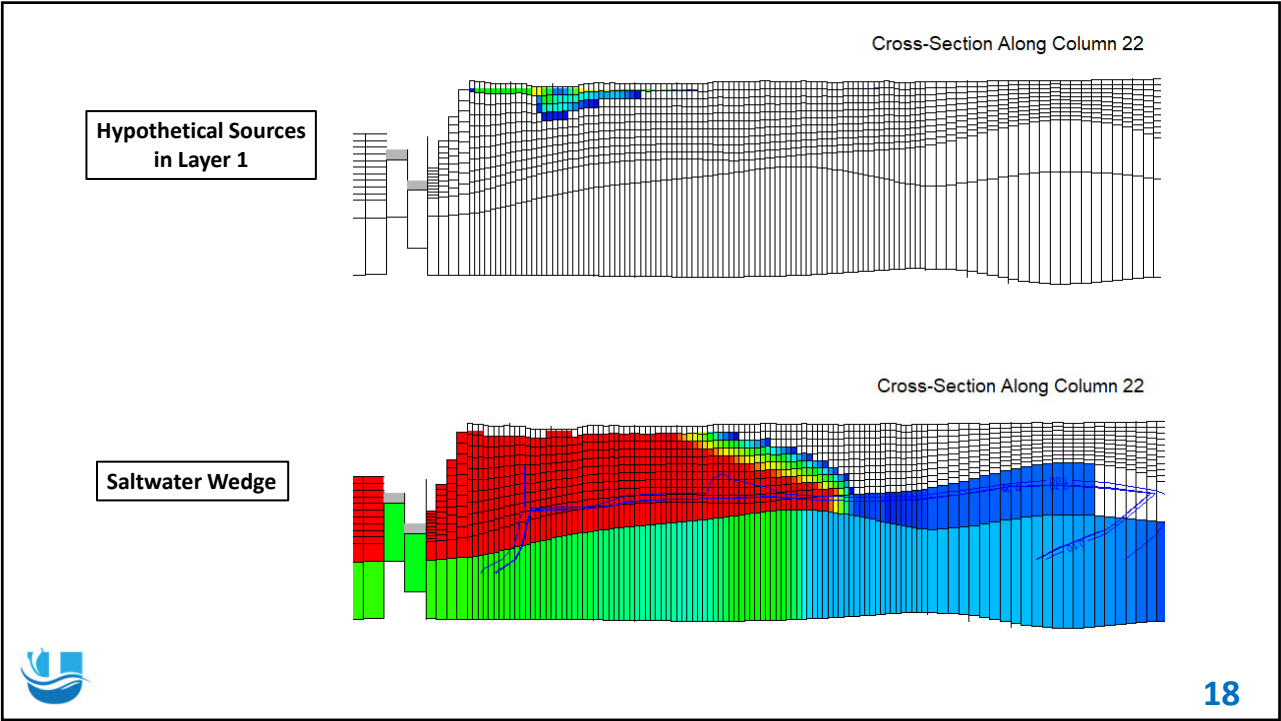 Cross-Section Along Column 22
Hypothetical Sources
in Layer 1
Cross-Section Along Column 22
Saltwater Wedge
18